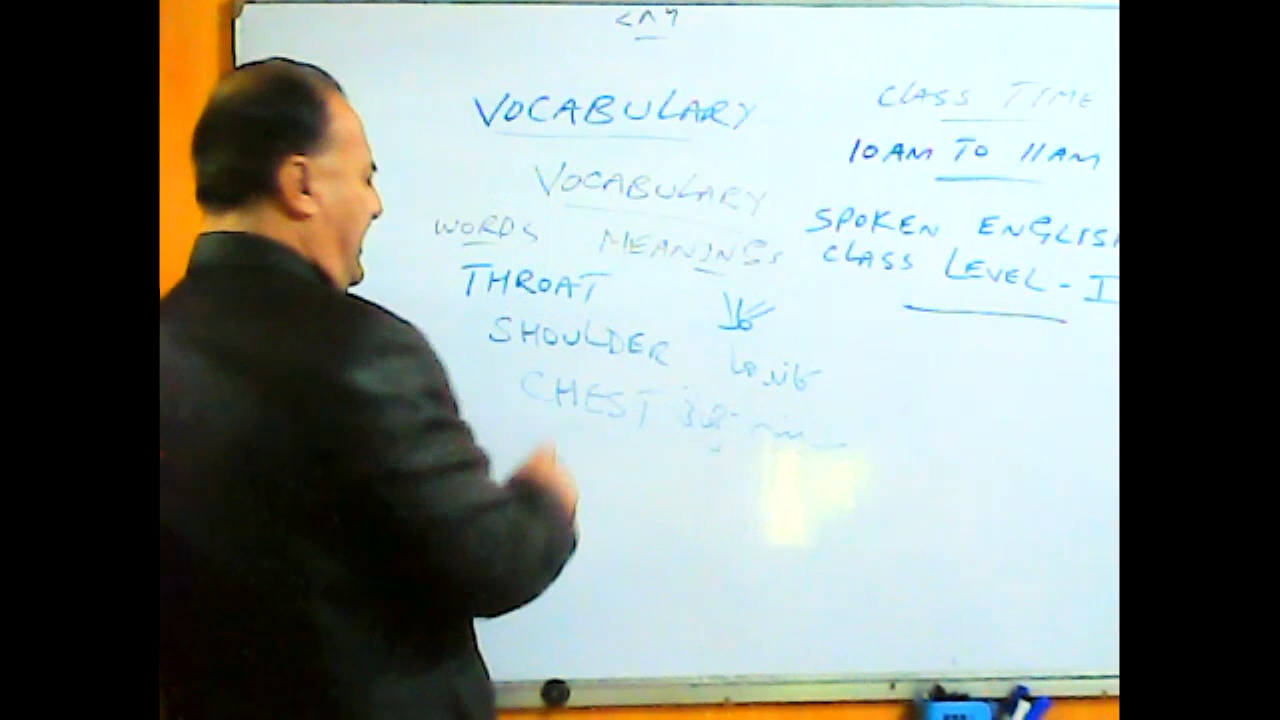 VOCABULARY
VOCABULARY
WORDS MEANINGS
THROAT
SHOULDER
CHEST
CLASS TIME
10AM TO 11AM
SPOKEN ENGLISH
CLASS LEVEL - I